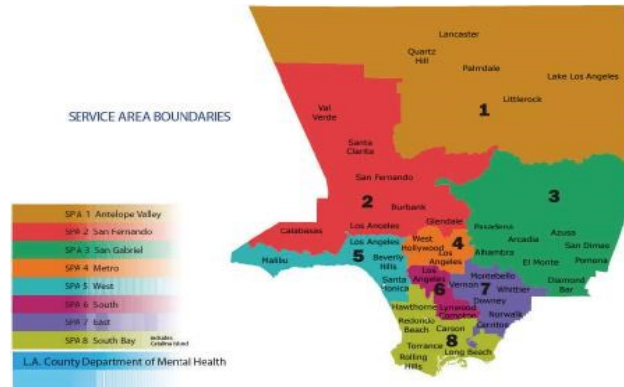 SERVICE AREA BOUNDARIES
SPA 1 Antelope Valley
SPA 2 San Fernando
SPA 3 San Gabriel
SPA 4 Metro
SPA 5 West
SPA 6 South
SPA 7 East
SPA 8 South Bay
Includes
Catalina Island
L.A. County Department of Mental Health
Lancaster
Quartz
Hill
Palmdale
Lake Los Angeles
Littlerock
1
Val
Verde
Santa
Clarita
San Fernando
2
Burbank
Glendale
Calabasas
Los Angeles
3
Pasadena
Arcadia
Azusa
San Dimas
Alhambra
El Monte
Pomona
Diamond
Bar
West
Hollywood
4
Los
Angeles
Malibu
Los Angeles
5
Beverly
Hills
Santa
Monica
Los
Angeles
6
Lynwood
Compton
Montebello
Vernon
7
Whittier
Downey
Norwalk
Cerritos
Hawthorne
Redondo
Beach
Carson
8
Torrance
Long Beach
Rolling
Hills